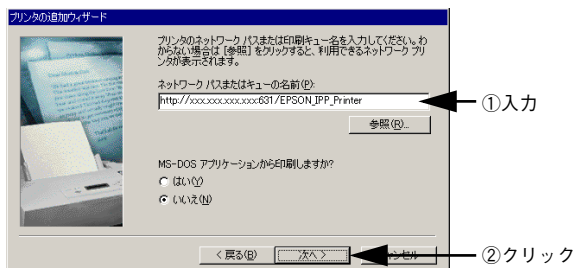 プリンタの追加ウィザード
プリンタのネットワーク パスまたは印刷キュー名を入力してください。わ
からない場合は [参照] をクリックすると、利用できるネットワーク プリ
ンタが表示されます。
ネットワーク パスまたはキューの名前(P):
http://xxx.xxx.xxx.xxx:631/EPSON_IPP_Printer
①入力
参照(R)...
MS-DOS アプリケーションから印刷しますか?
はい(Y)
いいえ(N)
< 戻る(B)
次へ >
キャンセル
②クリック